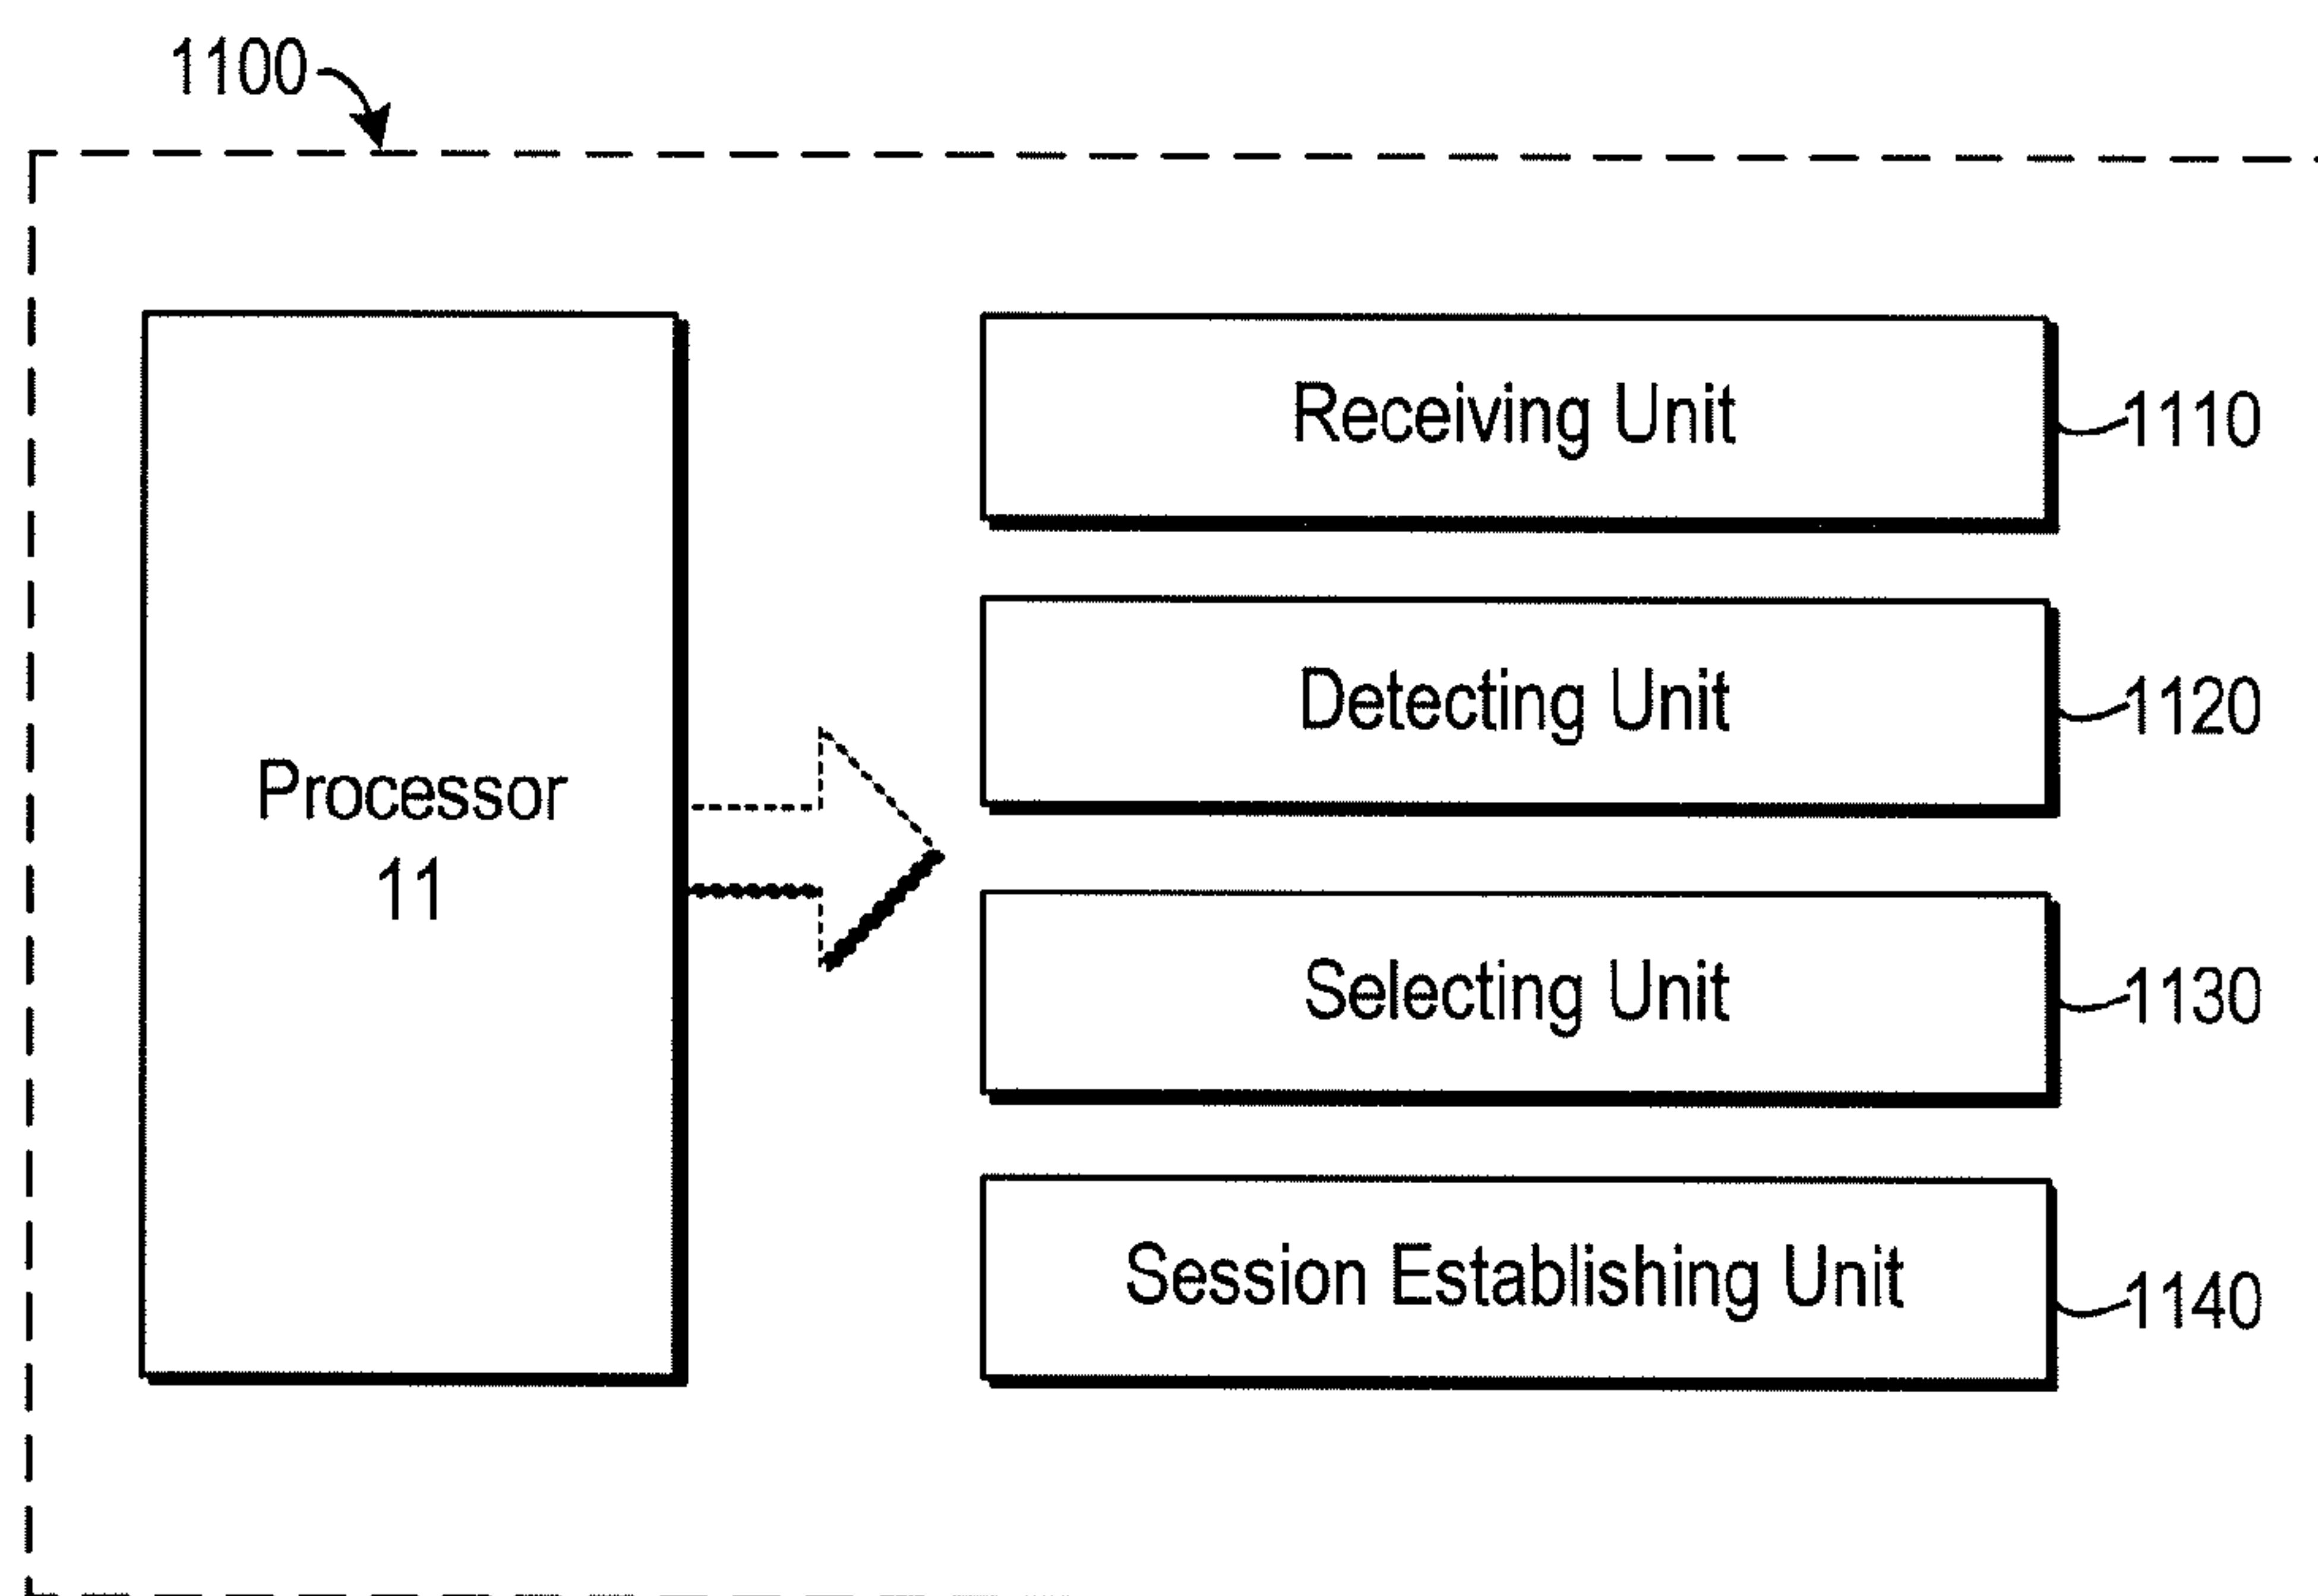 1100
Receiving Unit
1110
Detecting Unit
1120
Processor
11
Selecting Unit
1130
Session Establishing Unit
1140